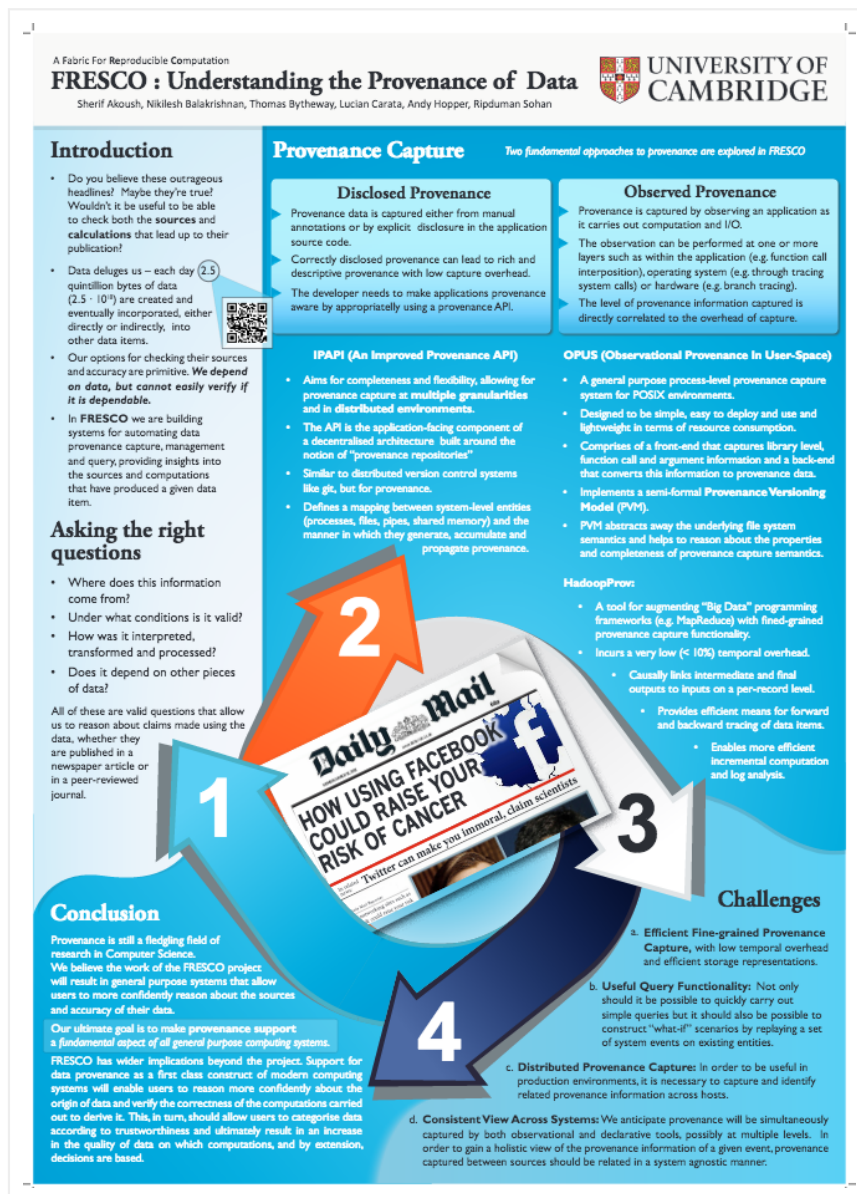 A Fabric For Reproducible Computation
FRESCO : Understanding the Provenance of Data
Sherif Akoush, Nikilesh Balakrishnan, Thomas Bytheway, Lucian Carata, Andy Hopper, Ripduman Sohan
UNIVERSITY OF
CAMBRIDGE
Introduction
• Do you believe these outrageous
headlines? Maybe they're true?
Wouldn't it be useful to be able
to check both the sources and
calculations that lead up to their
publication?
• Data deluges us – each day 2.5
quintillion bytes of data
(2.5 · 10¹⁸) are created and
eventually incorporated, either
directly or indirectly, into
other data items.
• Our options for checking their sources
and accuracy are primitive. We depend
on data, but cannot easily verify if
it is dependable.
• In FRESCO we are building
systems for automating data
provenance capture, management
and query, providing insights into
the sources and computations
that have produced a given data
item.
Asking the right
questions
• Where does this information
come from?
• Under what conditions is it valid?
• How was it interpreted,
transformed and processed?
• Does it depend on other pieces
of data?
All of these are valid questions that allow
us to reason about claims made using the
data, whether they
are published in a
newspaper article or
in a peer-reviewed
journal.
Provenance Capture
Two fundamental approaches to provenance are explored in FRESCO
Disclosed Provenance
Provenance data is captured either from manual
annotations or by explicit disclosure in the application
source code.
Correctly disclosed provenance can lead to rich and
descriptive provenance with low capture overhead.
The developer needs to make applications provenance
aware by appropriatelly using a provenance API.
Observed Provenance
Provenance is captured by observing an application as
it carries out computation and I/O.
The observation can be performed at one or more
layers such as within the application (e.g. function call
interposition), operating system (e.g. through tracing
system calls) or hardware (e.g. branch tracing).
The level of provenance information captured is
directly correlated to the overhead of capture.
IPAPI (An Improved Provenance API)
• Aims for completeness and flexibility, allowing for
provenance capture at multiple granularities
and in distributed environments.
• The API is the application-facing component of
a decentralised architecture built around the
notion of "provenance repositories"
• Similar to distributed version control systems
like git, but for provenance.
• Defines a mapping between system-level entities
(processes, files, pipes, shared memory) and the
manner in which they generate, accumulate and
propagate provenance.
OPUS (Observational Provenance In User-Space)
• A general purpose process-level provenance capture
system for POSIX environments.
• Designed to be simple, easy to deploy and use and
lightweight in terms of resource consumption.
• Comprises of a front-end that captures library level,
function call and argument information and a back-end
that converts this information to provenance data.
• Implements a semi-formal Provenance Versioning
Model (PVM).
• PVM abstracts away the underlying file system
semantics and helps to reason about the properties
and completeness of provenance capture semantics.
HadoopProv:
• A tool for augmenting "Big Data" programming
frameworks (e.g. MapReduce) with fined-grained
provenance capture functionality.
• Incurs a very low (< 10%) temporal overhead.
• Causally links intermediate and final
outputs to inputs on a per-record level.
• Provides efficient means for forward
and backward tracing of data items.
• Enables more efficient
incremental computation
and log analysis.
1
2
3
4
Daily Mail
HOW USING FACEBOOK
COULD RAISE YOUR
RISK OF CANCER
f
Twitter can make you immoral, claim scientists
Challenges
a. Efficient Fine-grained Provenance
Capture, with low temporal overhead
and efficient storage representations.
b. Useful Query Functionality: Not only
should it be possible to quickly carry out
simple queries but it should also be possible to
construct "what-if" scenarios by replaying a set
of system events on existing entities.
c. Distributed Provenance Capture: In order to be useful in
production environments, it is necessary to capture and identify
related provenance information across hosts.
d. Consistent View Across Systems: We anticipate provenance will be simultaneously
captured by both observational and declarative tools, possibly at multiple levels. In
order to gain a holistic view of the provenance information of a given event, provenance
captured between sources should be related in a system agnostic manner.
Conclusion
Provenance is still a fledgling field of
research in Computer Science.
We believe the work of the FRESCO project
will result in general purpose systems that allow
users to more confidently reason about the sources
and accuracy of their data.
Our ultimate goal is to make provenance support
a fundamental aspect of all general purpose computing systems.
FRESCO has wider implications beyond the project. Support for
data provenance as a first class construct of modern computing
systems will enable users to reason more confidently about the
origin of data and verify the correctness of the computations carried
out to derive it. This, in turn, should allow users to categorise data
according to trustworthiness and ultimately result in an increase
in the quality of data on which computations, and by extension,
decisions are based.